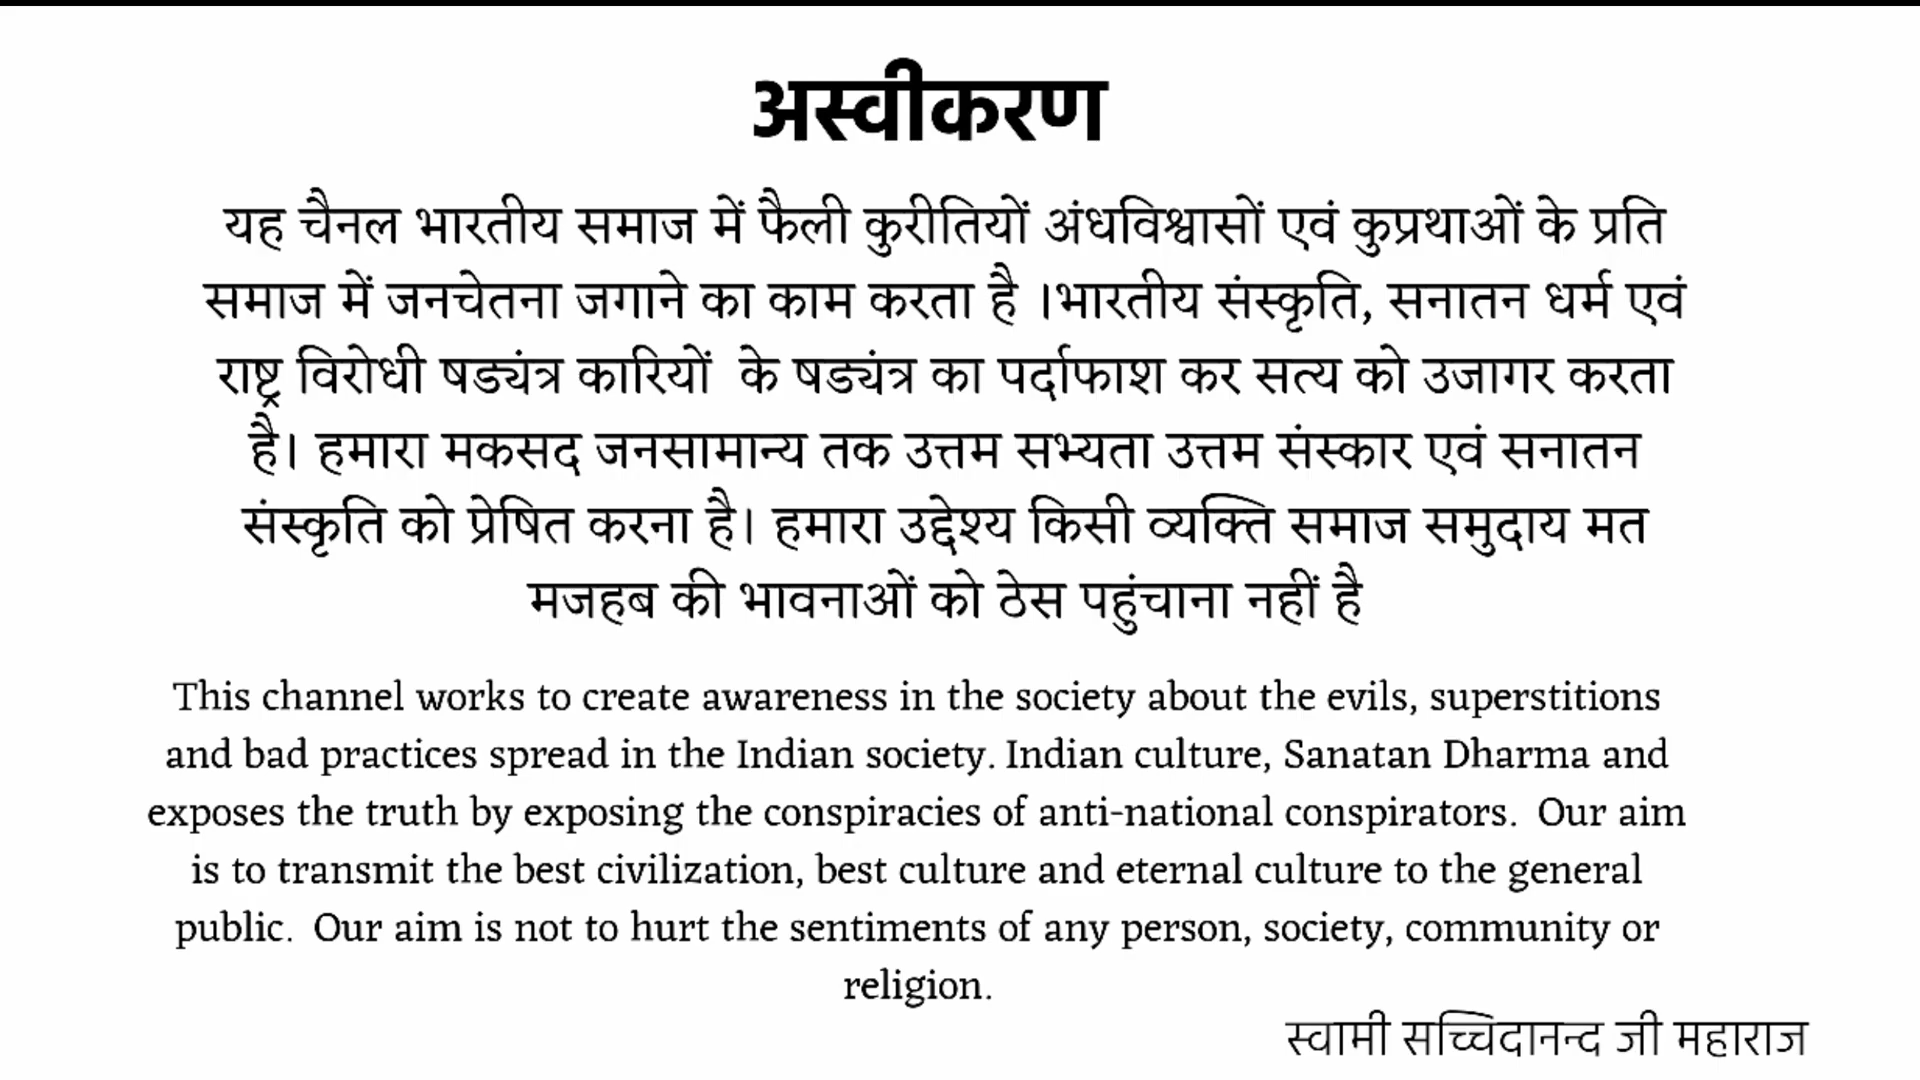 अस्वीकरण
यह चैनल भारतीय समाज में फैली कुरीतियों अंधविश्वासों एवं कुप्रथाओं के प्रति
समाज में जनचेतना जगाने का काम करता है ।भारतीय संस्कृति, सनातन धर्म एवं
राष्ट्र विरोधी षड्यंत्र कारियों  के षड्यंत्र का पर्दाफाश कर सत्य को उजागर करता
है। हमारा मकसद जनसामान्य तक उत्तम सभ्यता उत्तम संस्कार एवं सनातन
संस्कृति को प्रेषित करना है। हमारा उद्देश्य किसी व्यक्ति समाज समुदाय मत
मजहब की भावनाओं को ठेस पहुंचाना नहीं है
This channel works to create awareness in the society about the evils, superstitions
and bad practices spread in the Indian society. Indian culture, Sanatan Dharma and
exposes the truth by exposing the conspiracies of anti-national conspirators.  Our aim
is to transmit the best civilization, best culture and eternal culture to the general
public.  Our aim is not to hurt the sentiments of any person, society, community or
religion.
स्वामी सच्चिदानन्द जी महाराज